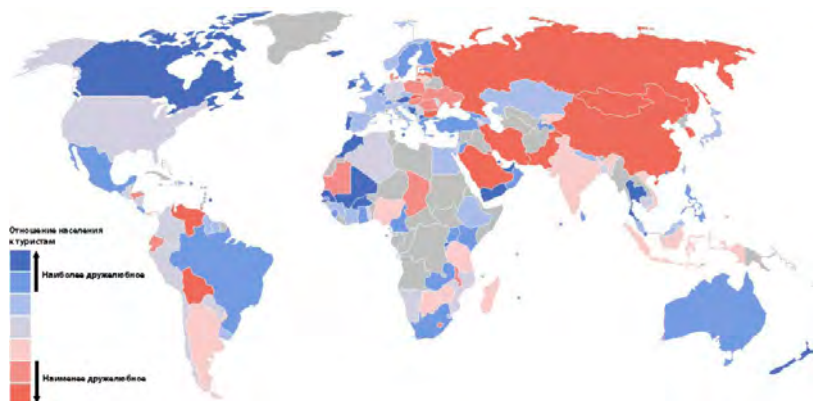 Отношение населения
к туристам
Наиболее дружелюбное
Наименее дружелюбное